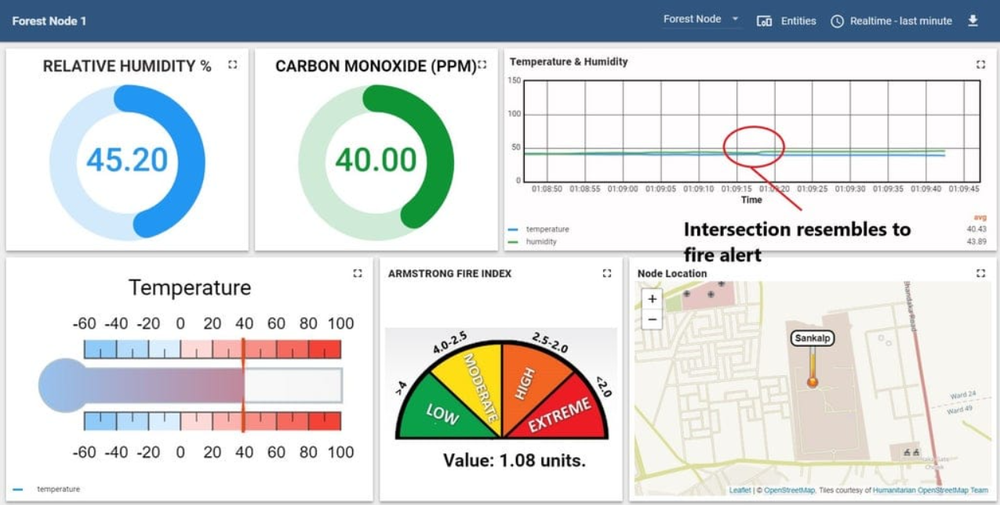 Forest Node 1
Forest Node
Entities
Realtime - last minute
RELATIVE HUMIDITY %
45.20
CARBON MONOXIDE (PPM)
40.00
Temperature & Humidity
150
100
50
0
01:08:50 01:08:55 01:09:00 01:09:05 01:09:10 01:09:15 01:09:20 01:09:25 01:09:30 01:09:35 01:09:40 01:09:45
Time
avg
temperature 40.43
humidity 43.89
Intersection resembles to
fire alert
Temperature
-60 -40 -20 0 20 40 60 80 100
-60 -40 -20 0 20 40 60 80 100
temperature
ARMSTRONG FIRE INDEX
>4
4.0-2.5
2.5-2.0
<2.0
LOW
MODERATE
HIGH
EXTREME
Value: 1.08 units.
Node Location
+
−
Sankalp
Road
Ward 24
Ward 49
Leaflet | © OpenStreetMap, Tiles courtesy of Humanitarian OpenStreetMap Team